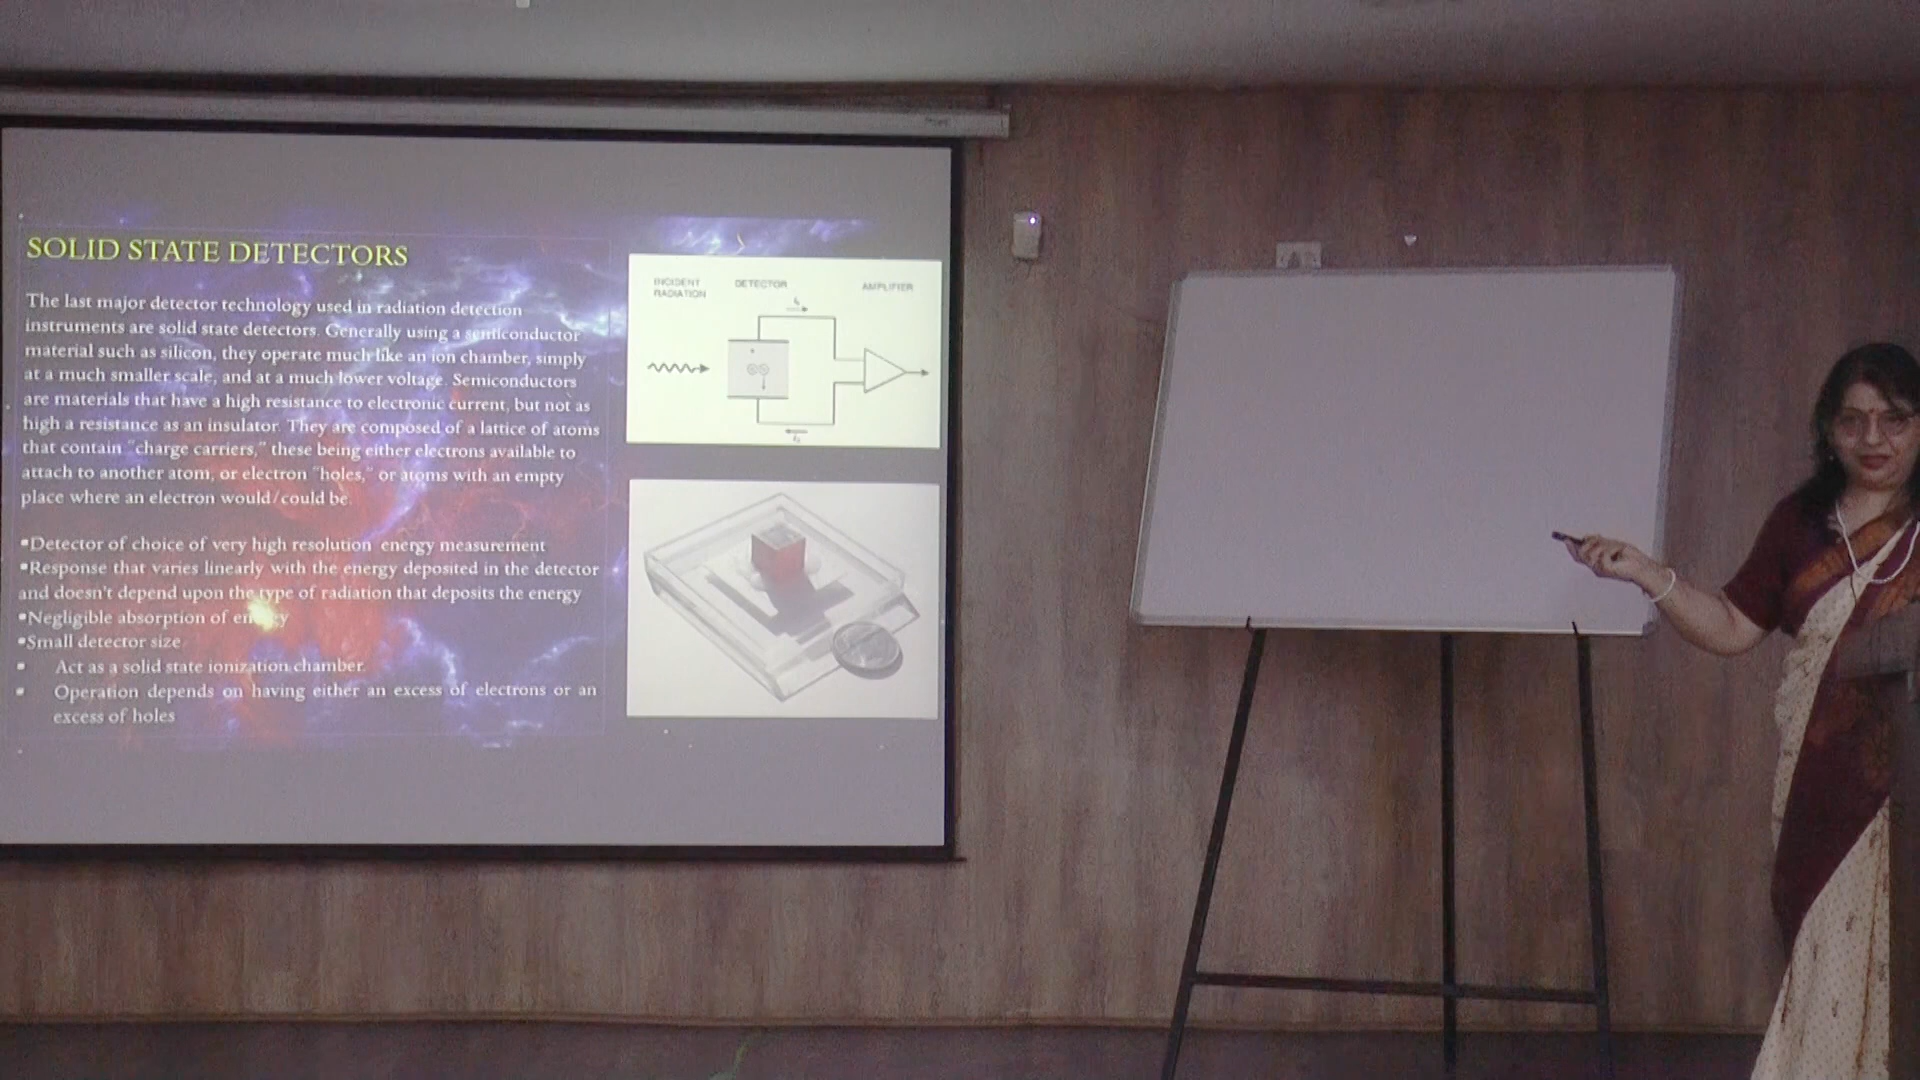 SOLID STATE DETECTORS
The last major detector technology used in radiation detection
instruments are solid state detectors. Generally using a semiconductor
material such as silicon, they operate much like an ion chamber, simply
at a much smaller scale, and at a much lower voltage. Semiconductors
are materials that have a high resistance to electronic current, but not as
high a resistance as an insulator. They are composed of a lattice of atoms
that contain "charge carriers," these being either electrons available to
attach to another atom, or electron "holes," or atoms with an empty
place where an electron would/could be.
▪Detector of choice of very high resolution energy measurement
▪Response that varies linearly with the energy deposited in the detector
and doesn't depend upon the type of radiation that deposits the energy
▪Negligible absorption of energy
▪Small detector size
▪ Act as a solid state ionization chamber.
▪ Operation depends on having either an excess of electrons or an
excess of holes
INCIDENT
RADIATION
DETECTOR
AMPLIFIER